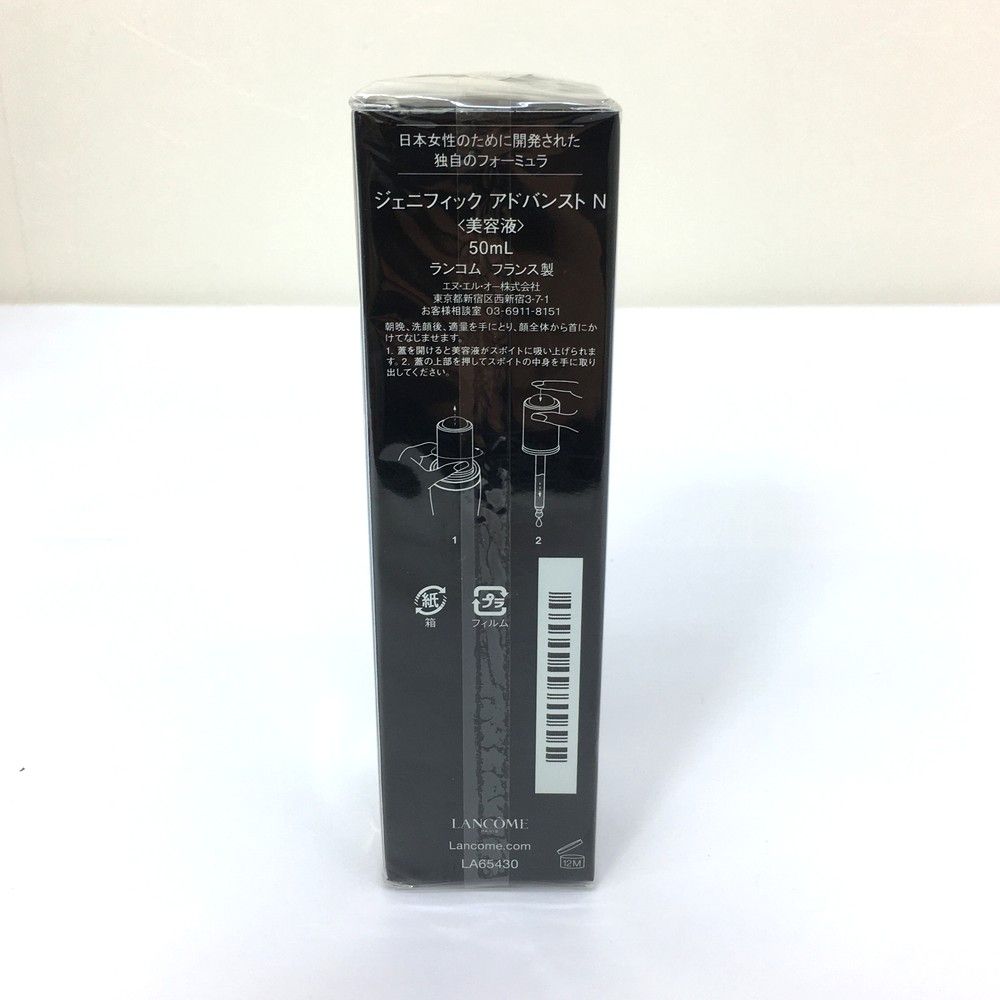 日本女性のために開発された
独自のフォーミュラ
ジェニフィック アドバンスト N
〈美容液〉
50mL
ランコム フランス製
エヌ・エル・オー株式会社
東京都新宿区西新宿3-7-1
お客様相談室 03-6911-8151
朝晩、洗顔後、適量を手にとり、顔全体から首にか
けてなじませます。
1. 蓋を開けると美容液がスポイトに吸い上げられま
す。2. 蓋の上部を押してスポイトの中身を手に取り
出してください。
1 2
紙 プラ
箱 フィルム
LANCÔME
PARIS
Lancome.com
LA65430
12M